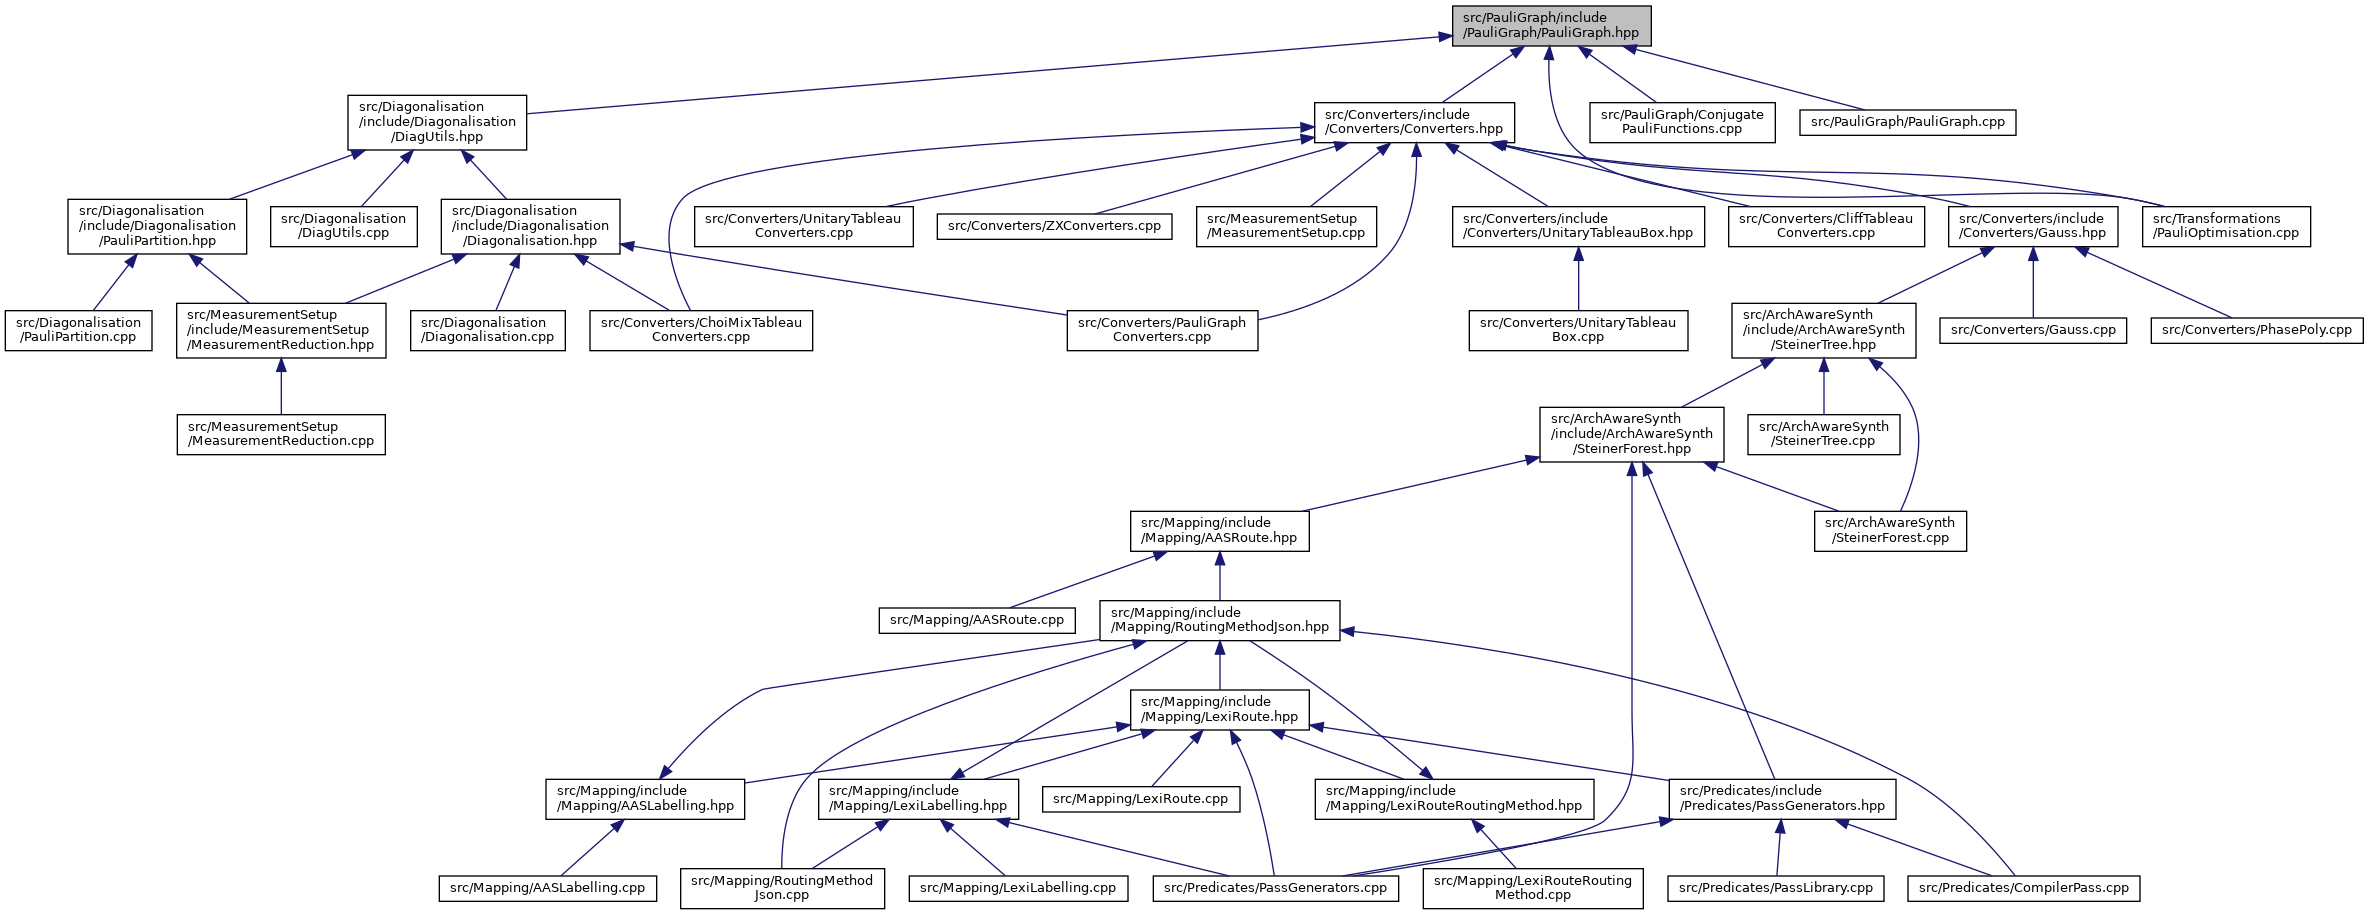 src/PauliGraph/include
/PauliGraph/PauliGraph.hpp
src/Diagonalisation
/include/Diagonalisation
/DiagUtils.hpp
src/Converters/include
/Converters/Converters.hpp
src/PauliGraph/Conjugate
PauliFunctions.cpp
src/PauliGraph/PauliGraph.cpp
src/Diagonalisation
/include/Diagonalisation
/PauliPartition.hpp
src/Diagonalisation
/DiagUtils.cpp
src/Diagonalisation
/include/Diagonalisation
/Diagonalisation.hpp
src/Converters/UnitaryTableau
Converters.cpp
src/Converters/ZXConverters.cpp
src/MeasurementSetup
/MeasurementSetup.cpp
src/Converters/include
/Converters/UnitaryTableauBox.hpp
src/Converters/CliffTableau
Converters.cpp
src/Converters/include
/Converters/Gauss.hpp
src/Transformations
/PauliOptimisation.cpp
src/Diagonalisation
/PauliPartition.cpp
src/MeasurementSetup
/include/MeasurementSetup
/MeasurementReduction.hpp
src/Diagonalisation
/Diagonalisation.cpp
src/Converters/ChoiMixTableau
Converters.cpp
src/Converters/PauliGraph
Converters.cpp
src/Converters/UnitaryTableau
Box.cpp
src/ArchAwareSynth
/include/ArchAwareSynth
/SteinerTree.hpp
src/Converters/Gauss.cpp
src/Converters/PhasePoly.cpp
src/MeasurementSetup
/MeasurementReduction.cpp
src/ArchAwareSynth
/include/ArchAwareSynth
/SteinerForest.hpp
src/ArchAwareSynth
/SteinerTree.cpp
src/Mapping/include
/Mapping/AASRoute.hpp
src/ArchAwareSynth
/SteinerForest.cpp
src/Mapping/AASRoute.cpp
src/Mapping/include
/Mapping/RoutingMethodJson.hpp
src/Mapping/include
/Mapping/LexiRoute.hpp
src/Mapping/include
/Mapping/AASLabelling.hpp
src/Mapping/include
/Mapping/LexiLabelling.hpp
src/Mapping/LexiRoute.cpp
src/Mapping/include
/Mapping/LexiRouteRoutingMethod.hpp
src/Predicates/include
/Predicates/PassGenerators.hpp
src/Mapping/AASLabelling.cpp
src/Mapping/RoutingMethod
Json.cpp
src/Mapping/LexiLabelling.cpp
src/Predicates/PassGenerators.cpp
src/Mapping/LexiRouteRouting
Method.cpp
src/Predicates/PassLibrary.cpp
src/Predicates/CompilerPass.cpp